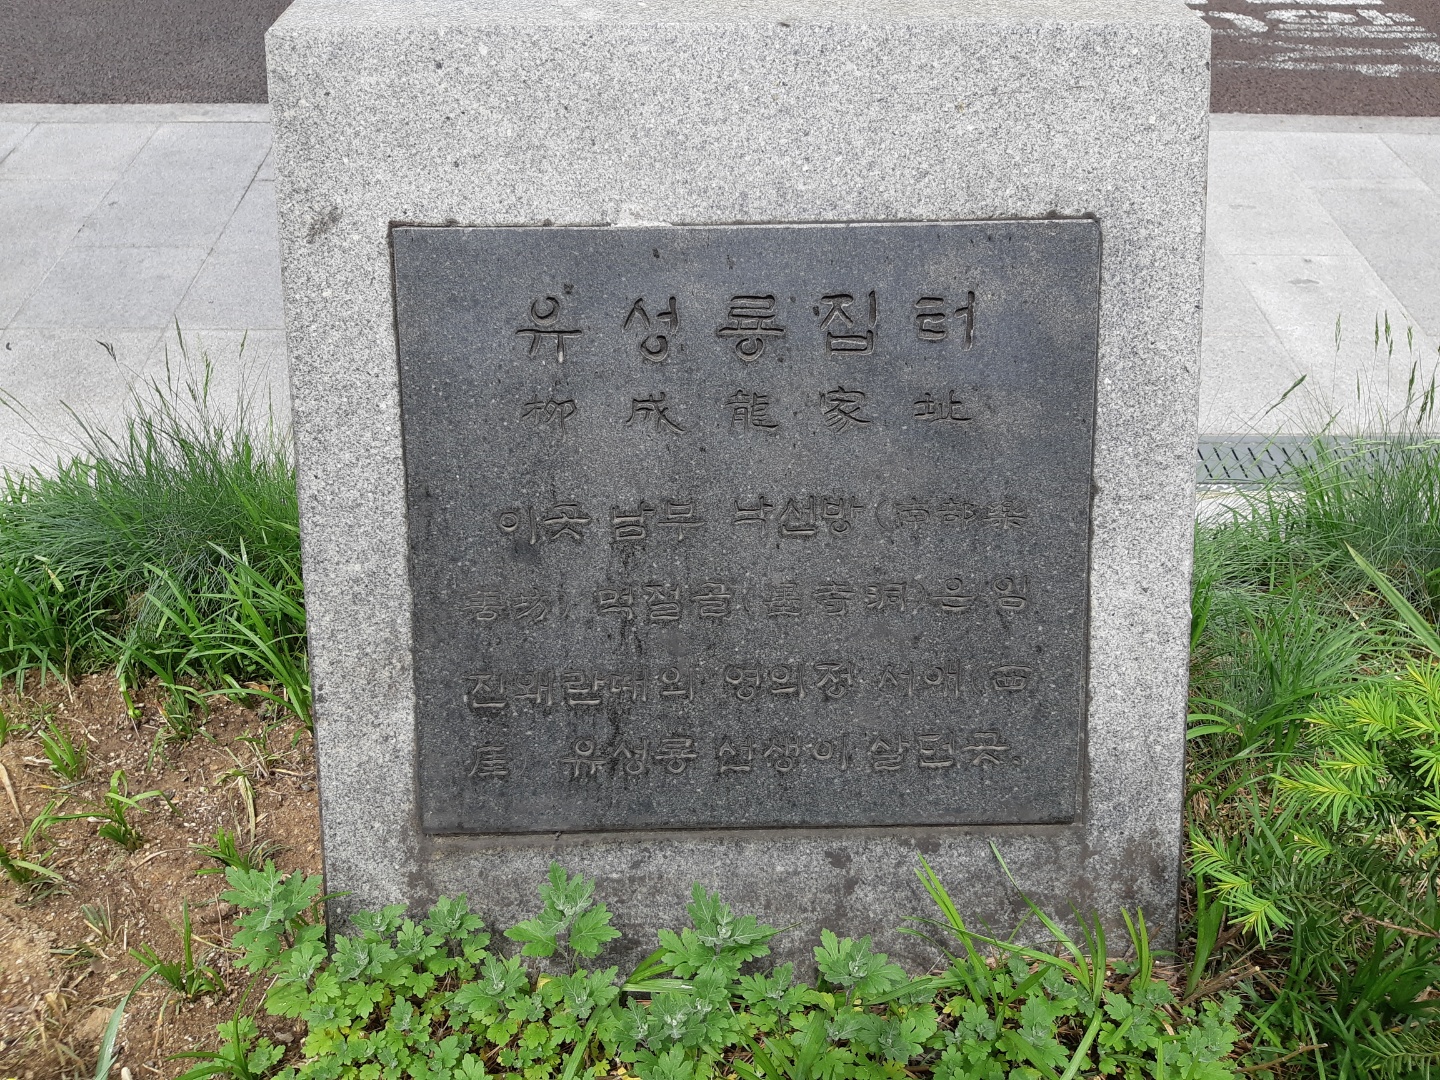 유성룡집터
柳成龍家址
이곳 남부 낙선방(南部樂
善坊) 먹절골(墨寺洞)은 임
진왜란때의 영의정 서애 西
厓 유성룡 선생이 살던곳.